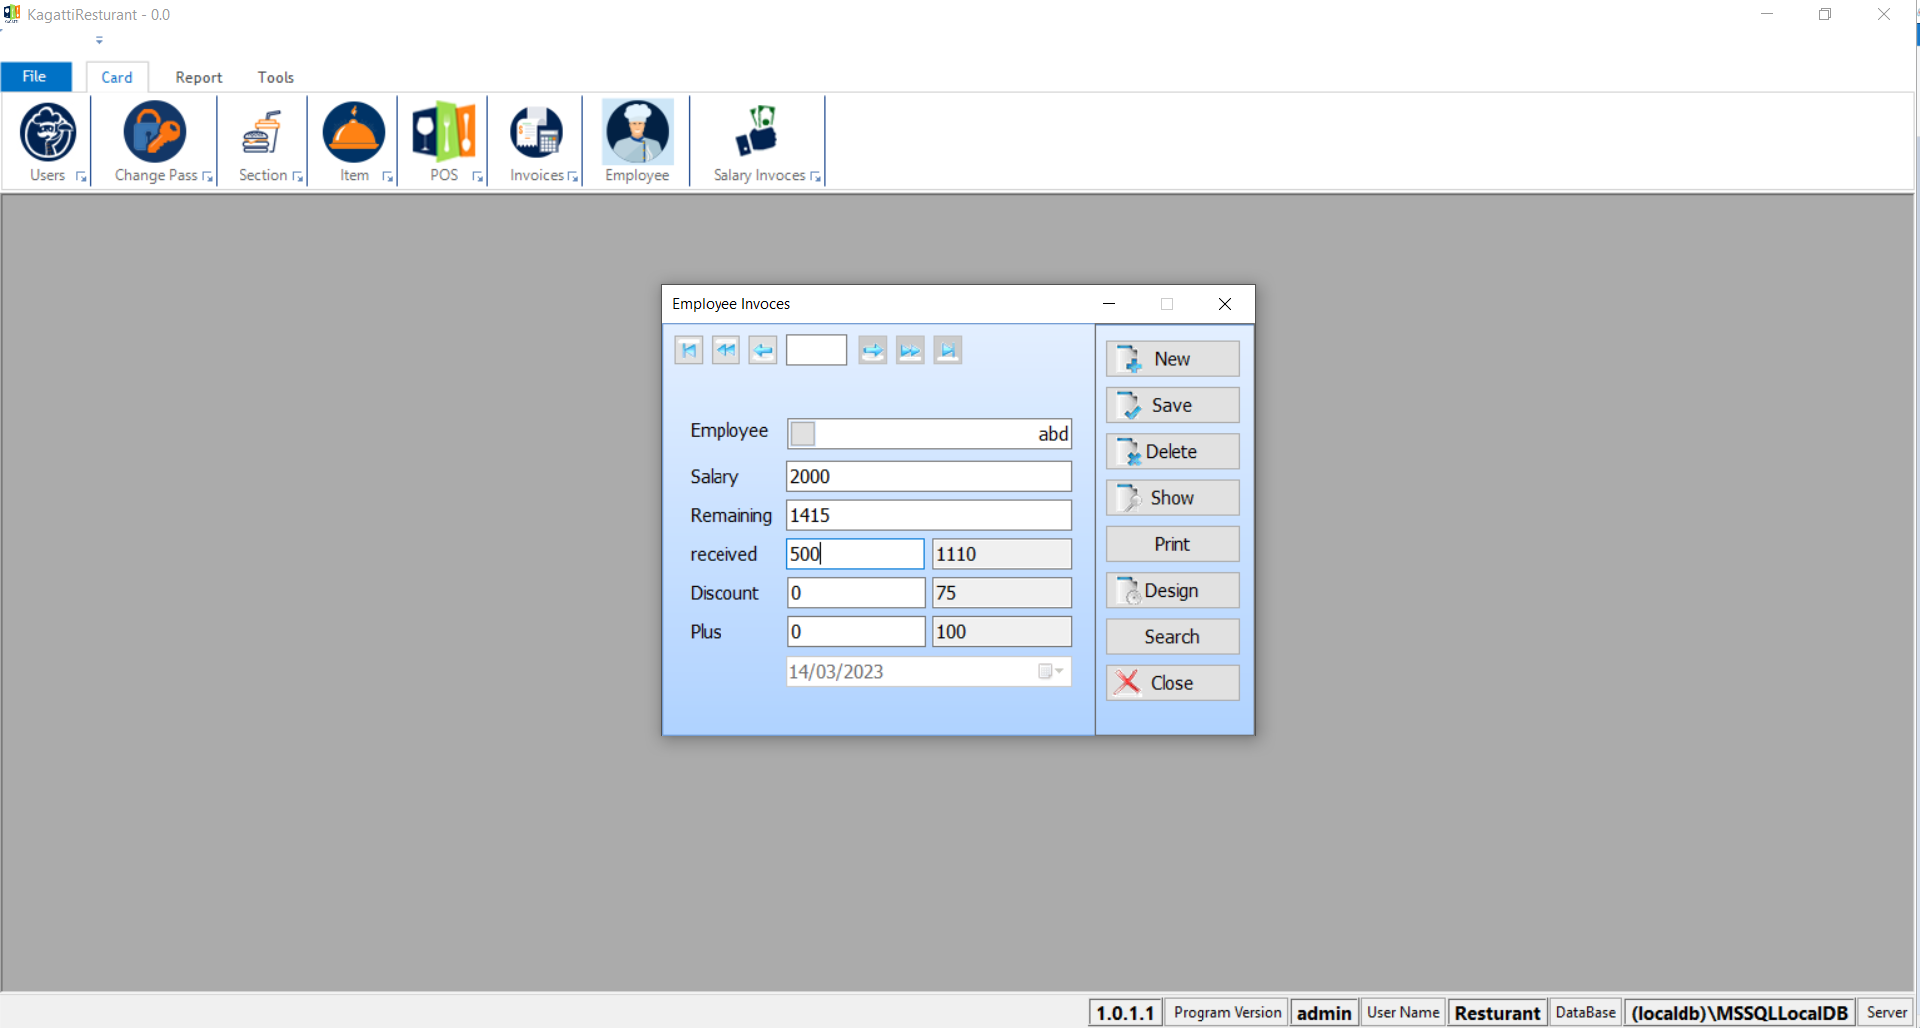 KagattiResturant - 0.0
File Card Report Tools
Users Change Pass Section Item POS Invoices Employee Salary Invoces
Employee Invoces
New
Save
Employee abd
Delete
Salary 2000
Show
Remaining 1415
Print
received 500 1110
Discount 0 75
Design
Plus 0 100
Search
14/03/2023
Close
1.0.1.1 Program Version admin User Name Resturant DataBase (localdb)\MSSQLLocalDB Server